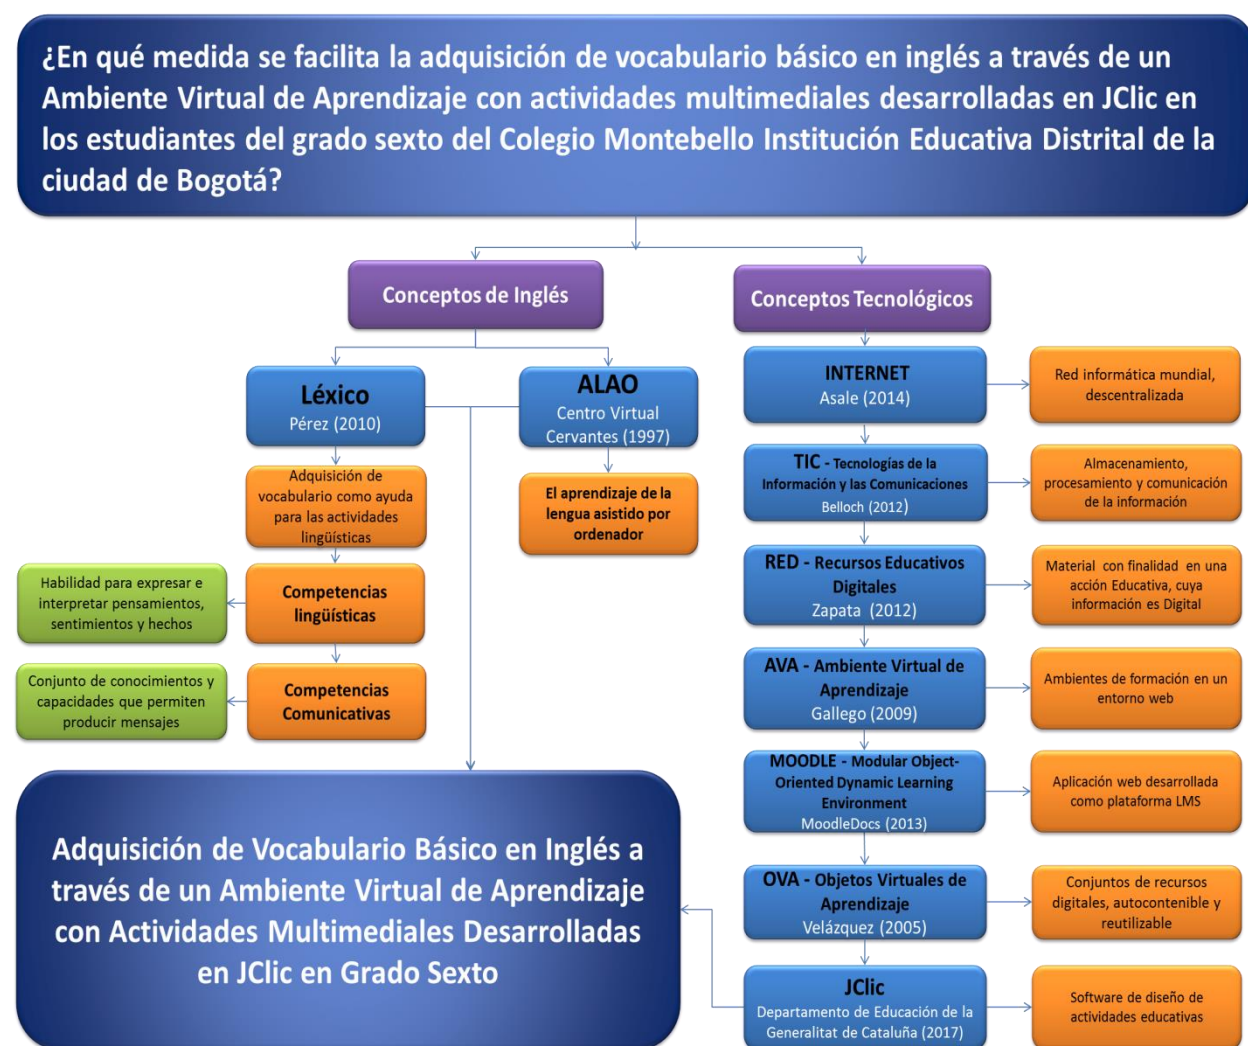 ¿En qué medida se facilita la adquisición de vocabulario básico en inglés a través de un
Ambiente Virtual de Aprendizaje con actividades multimediales desarrolladas en JClic en
los estudiantes del grado sexto del Colegio Montebello Institución Educativa Distrital de la
ciudad de Bogotá?
Conceptos de Inglés
Léxico
Pérez (2010)
ALAO
Centro Virtual
Cervantes (1997)
Adquisición de
vocabulario como ayuda
para las actividades
lingüísticas
El aprendizaje de la
lengua asistido por
ordenador
Competencias
lingüísticas
Habilidad para expresar e
interpretar pensamientos,
sentimientos y hechos
Competencias
Comunicativas
Conjunto de conocimientos y
capacidades que permiten
producir mensajes
Conceptos Tecnológicos
INTERNET
Asale (2014)
Red informática mundial,
descentralizada
TIC - Tecnologías de la
Información y las Comunicaciones
Belloch (2012)
Almacenamiento,
procesamiento y comunicación
de la información
RED - Recursos Educativos
Digitales
Zapata (2012)
Material con finalidad en una
acción Educativa, cuya
información es Digital
AVA - Ambiente Virtual de
Aprendizaje
Gallego (2009)
Ambientes de formación en un
entorno web
MOODLE - Modular Object-
Oriented Dynamic Learning
Environment
MoodleDocs (2013)
Aplicación web desarrollada
como plataforma LMS
OVA - Objetos Virtuales de
Aprendizaje
Velázquez (2005)
Conjuntos de recursos
digitales, autocontenible y
reutilizable
JClic
Departamento de Educación de la
Generalitat de Cataluña (2017)
Software de diseño de
actividades educativas
Adquisición de Vocabulario Básico en Inglés a
través de un Ambiente Virtual de Aprendizaje
con Actividades Multimediales Desarrolladas
en JClic en Grado Sexto